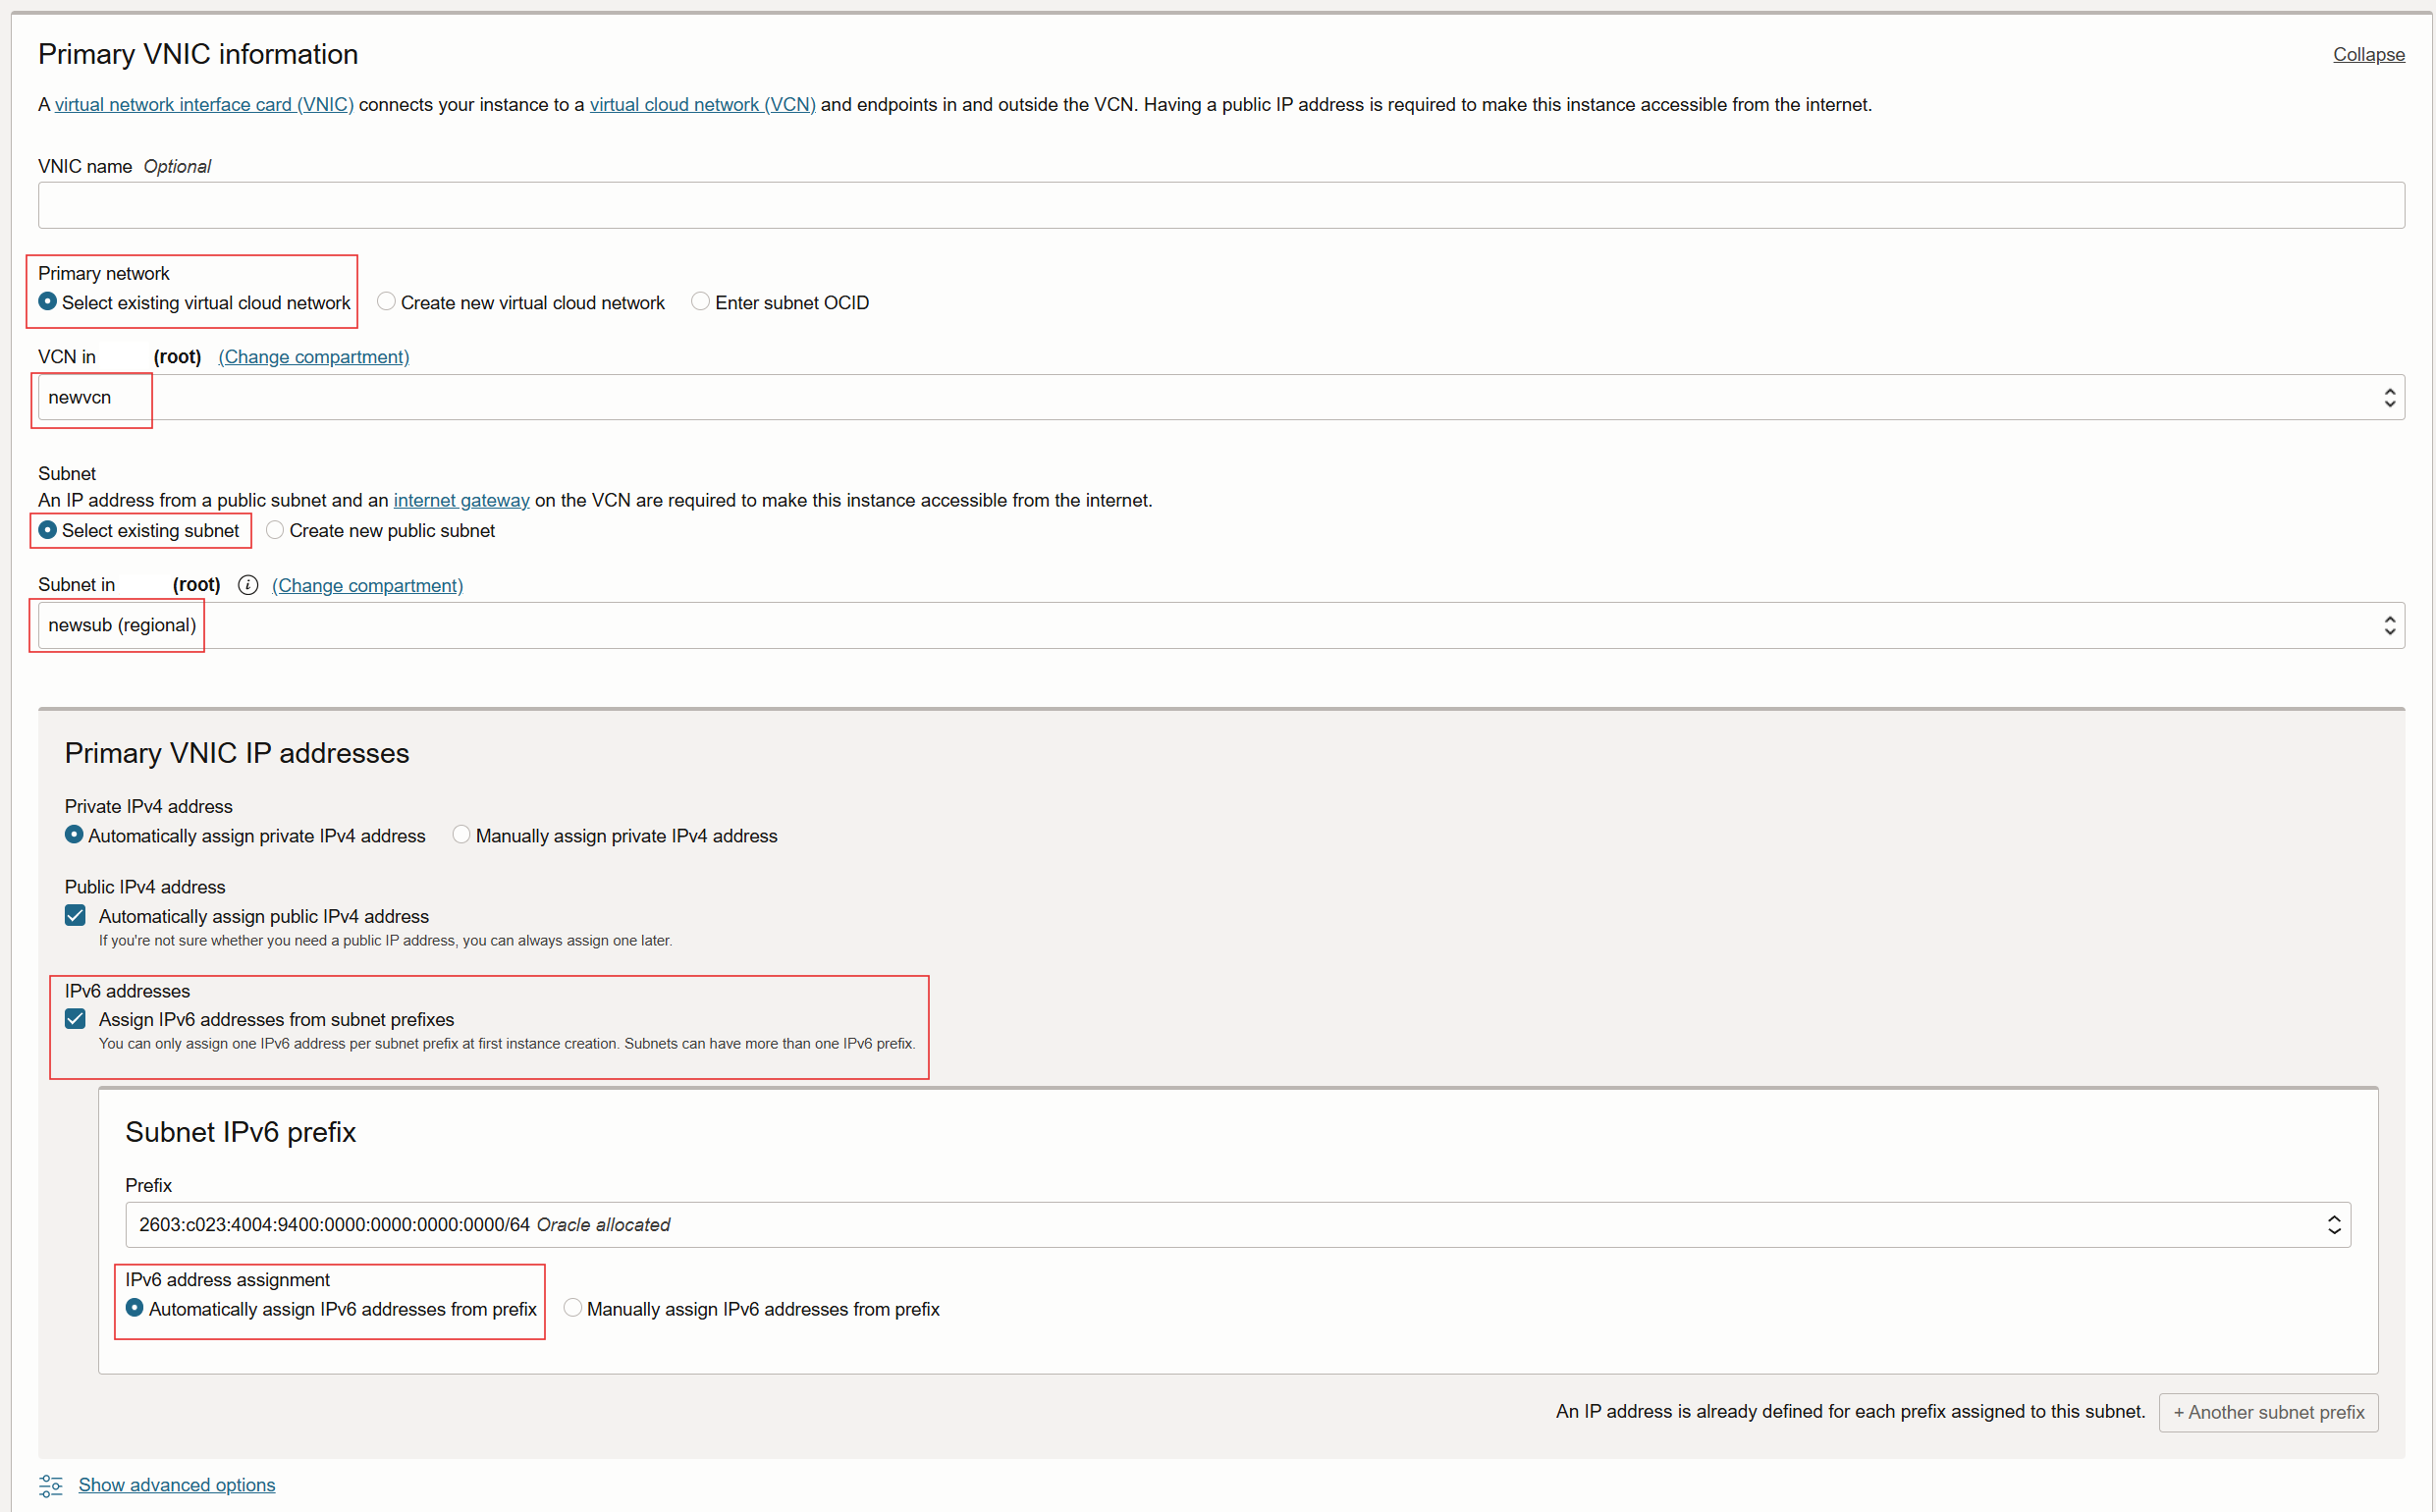 Primary VNIC information
Collapse
A virtual network interface card (VNIC) connects your instance to a virtual cloud network (VCN) and endpoints in and outside the VCN. Having a public IP address is required to make this instance accessible from the internet.
VNIC name Optional
Primary network
Select existing virtual cloud network Create new virtual cloud network Enter subnet OCID
VCN in (root) (Change compartment)
newvcn
Subnet
An IP address from a public subnet and an internet gateway on the VCN are required to make this instance accessible from the internet.
Select existing subnet Create new public subnet
Subnet in (root) (Change compartment)
newsub (regional)
Primary VNIC IP addresses
Private IPv4 address
Automatically assign private IPv4 address Manually assign private IPv4 address
Public IPv4 address
Automatically assign public IPv4 address
If you're not sure whether you need a public IP address, you can always assign one later.
IPv6 addresses
Assign IPv6 addresses from subnet prefixes
You can only assign one IPv6 address per subnet prefix at first instance creation. Subnets can have more than one IPv6 prefix.
Subnet IPv6 prefix
Prefix
2603:c023:4004:9400:0000:0000:0000:0000/64 Oracle allocated
IPv6 address assignment
Automatically assign IPv6 addresses from prefix Manually assign IPv6 addresses from prefix
An IP address is already defined for each prefix assigned to this subnet. + Another subnet prefix
Show advanced options